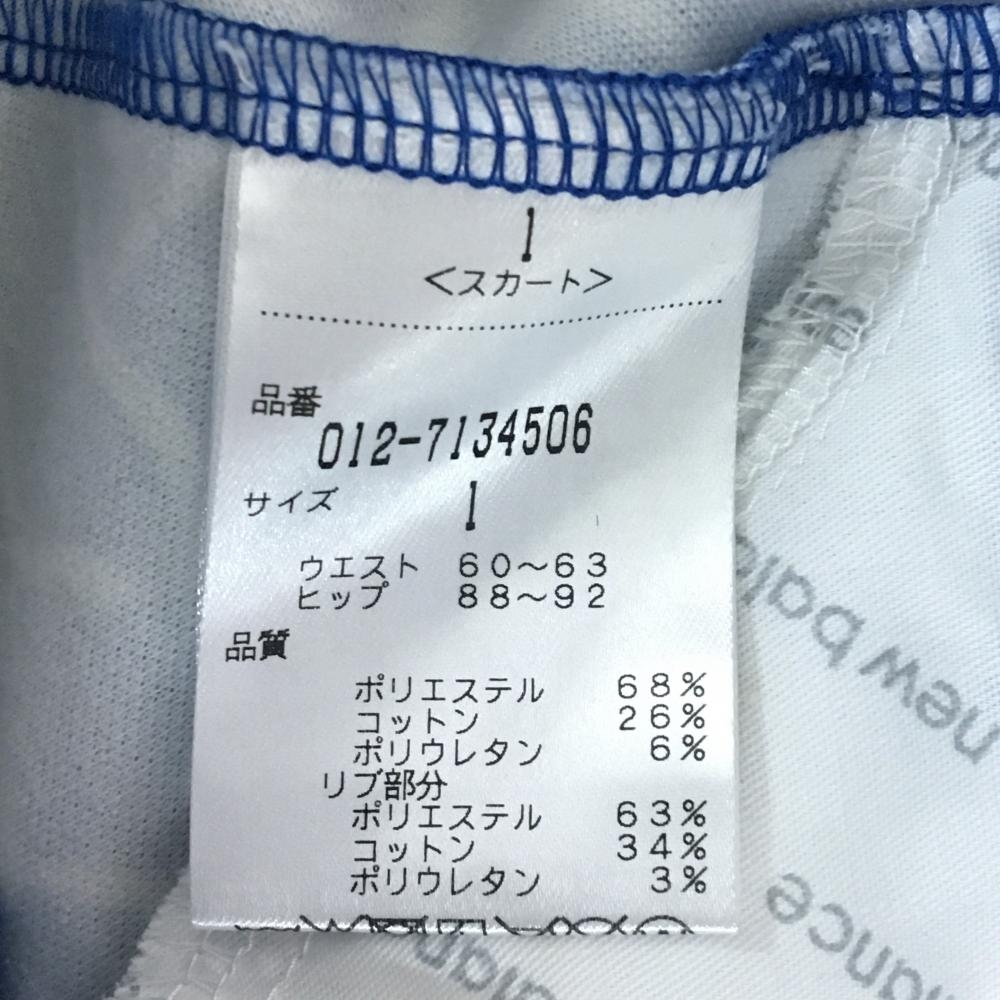 1
<スカート>
品番
012-7134506
サイズ 1
ウエスト 60～63
ヒップ 88～92
品質
ポリエステル 68%
コットン 26%
ポリウレタン 6%
リブ部分
ポリエステル 63%
コットン 34%
ポリウレタン 3%
new bala
ance
alan